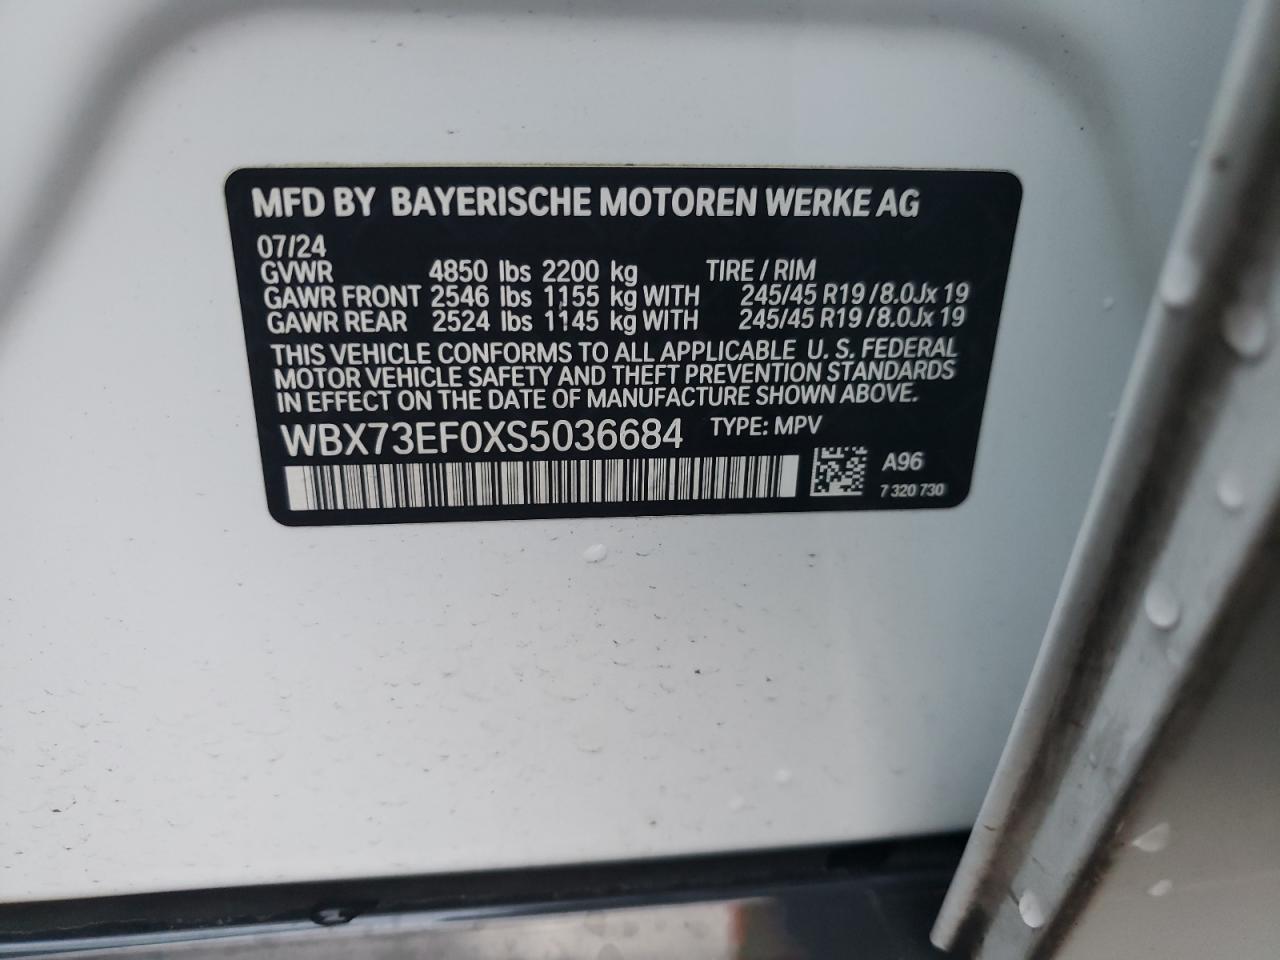 MFD BY BAYERISCHE MOTOREN WERKE AG
07/24
GVWR 4850 lbs 2200 kg TIRE / RIM
GAWR FRONT 2546 lbs 1155 kg WITH 245/45 R19 / 8.0Jx 19
GAWR REAR 2524 lbs 1145 kg WITH 245/45 R19 / 8.0Jx 19
THIS VEHICLE CONFORMS TO ALL APPLICABLE U. S. FEDERAL
MOTOR VEHICLE SAFETY AND THEFT PREVENTION STANDARDS
IN EFFECT ON THE DATE OF MANUFACTURE SHOWN ABOVE.
WBX73EF0XS5036684 TYPE: MPV
A96
7 320 730